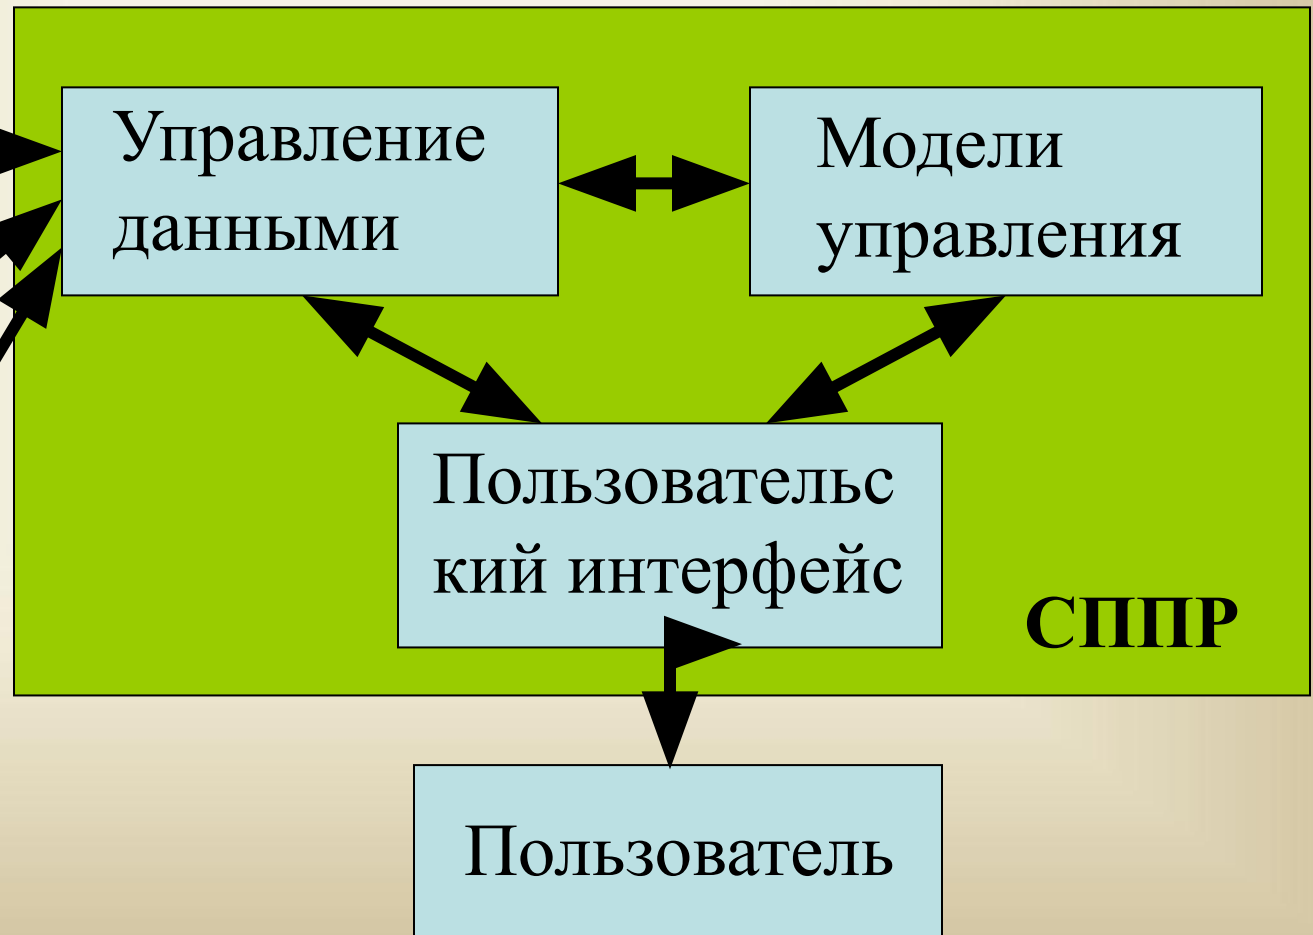 Управление
данными
Модели
управления
Пользовательс
кий интерфейс
СППР
Пользователь